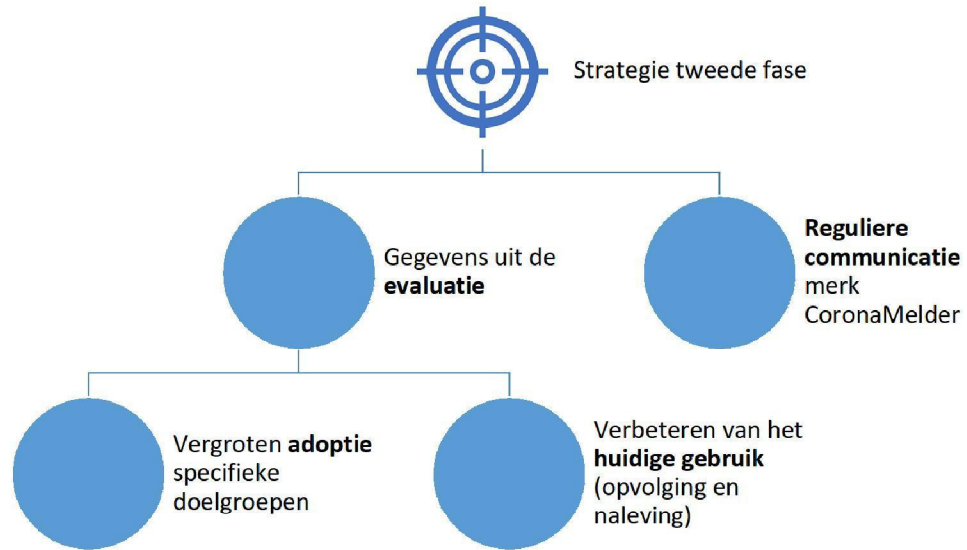 Strategie tweede fase
Gegevens uit de
evaluatie
Reguliere
communicatie
merk
CoronaMelder
Vergroten adoptie
specifieke
doelgroepen
Verbeteren van het
huidige gebruik
(opvolging en
naleving)